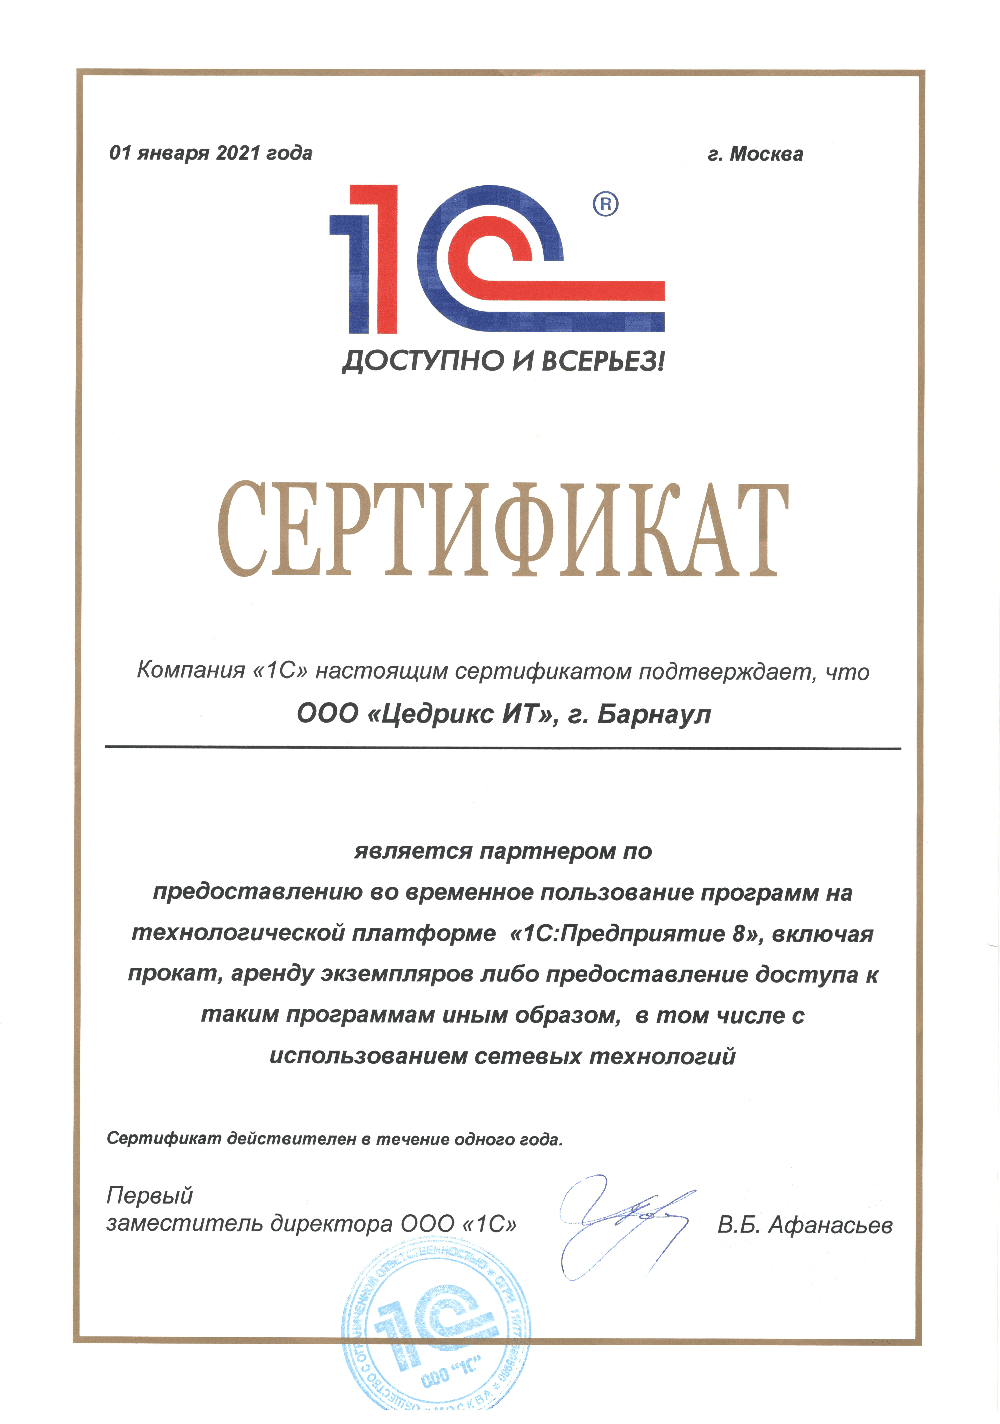 01 января 2021 года
г. Москва
1С ®
ДОСТУПНО И ВСЕРЬЕЗ!
СЕРТИФИКАТ
Компания «1С» настоящим сертификатом подтверждает, что
ООО «Цедрикс ИТ», г. Барнаул
является партнером по
предоставлению во временное пользование программ на
технологической платформе «1С:Предприятие 8», включая
прокат, аренду экземпляров либо предоставление доступа к
таким программам иным образом, в том числе с
использованием сетевых технологий
Сертификат действителен в течение одного года.
Первый
заместитель директора ООО «1С»
В.Б. Афанасьев
ОБЩЕСТВО С ОГРАНИЧЕННОЙ ОТВЕТСТВЕННОСТЬЮ
ОГРН
МОСКВА
1С
ООО "1С"